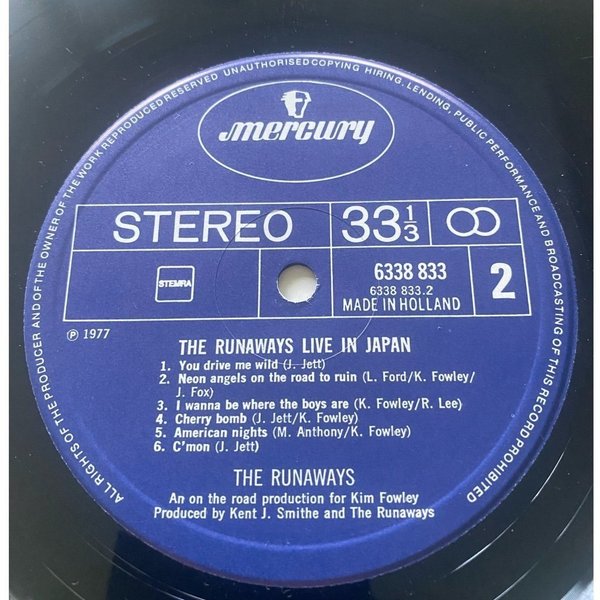 ALL RIGHTS OF THE PRODUCER AND OF THE OWNER OF THE WORK REPRODUCED RESERVED UNAUTHORISED COPYING HIRING, LENDING, PUBLIC PERFORMANCE AND BROADCASTING OF THIS RECORD PROHIBITED
mercury
STEREO 33 1/3
STEMRA
6338 833
6338 833.2
MADE IN HOLLAND
2
℗ 1977
THE RUNAWAYS LIVE IN JAPAN
1. You drive me wild (J. Jett)
2. Neon angels on the road to ruin (L. Ford/K. Fowley/
J. Fox)
3. I wanna be where the boys are (K. Fowley/R. Lee)
4. Cherry bomb (J. Jett/K. Fowley)
5. American nights (M. Anthony/K. Fowley)
6. C'mon (J. Jett)
THE RUNAWAYS
An on the road production for Kim Fowley
Produced by Kent J. Smithe and The Runaways